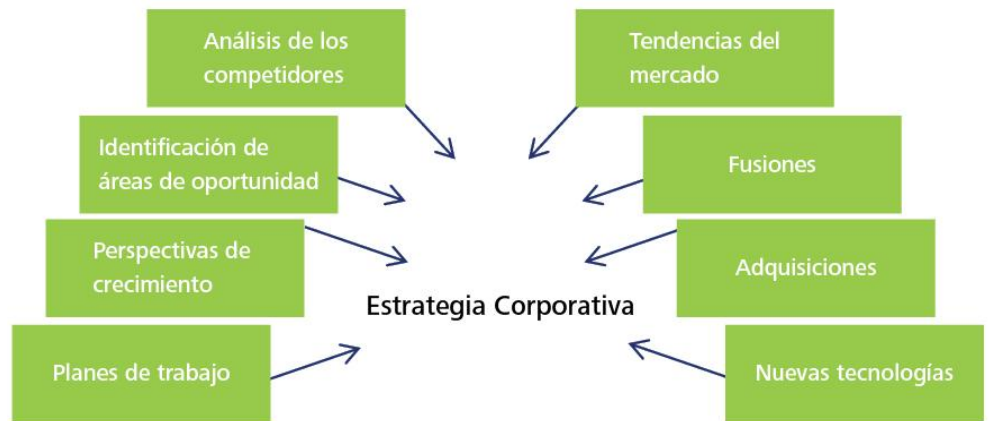 Análisis de los
competidores
Tendencias del
mercado
Identificación de
áreas de oportunidad
Fusiones
Perspectivas de
crecimiento
Adquisiciones
Estrategia Corporativa
Planes de trabajo
Nuevas tecnologías